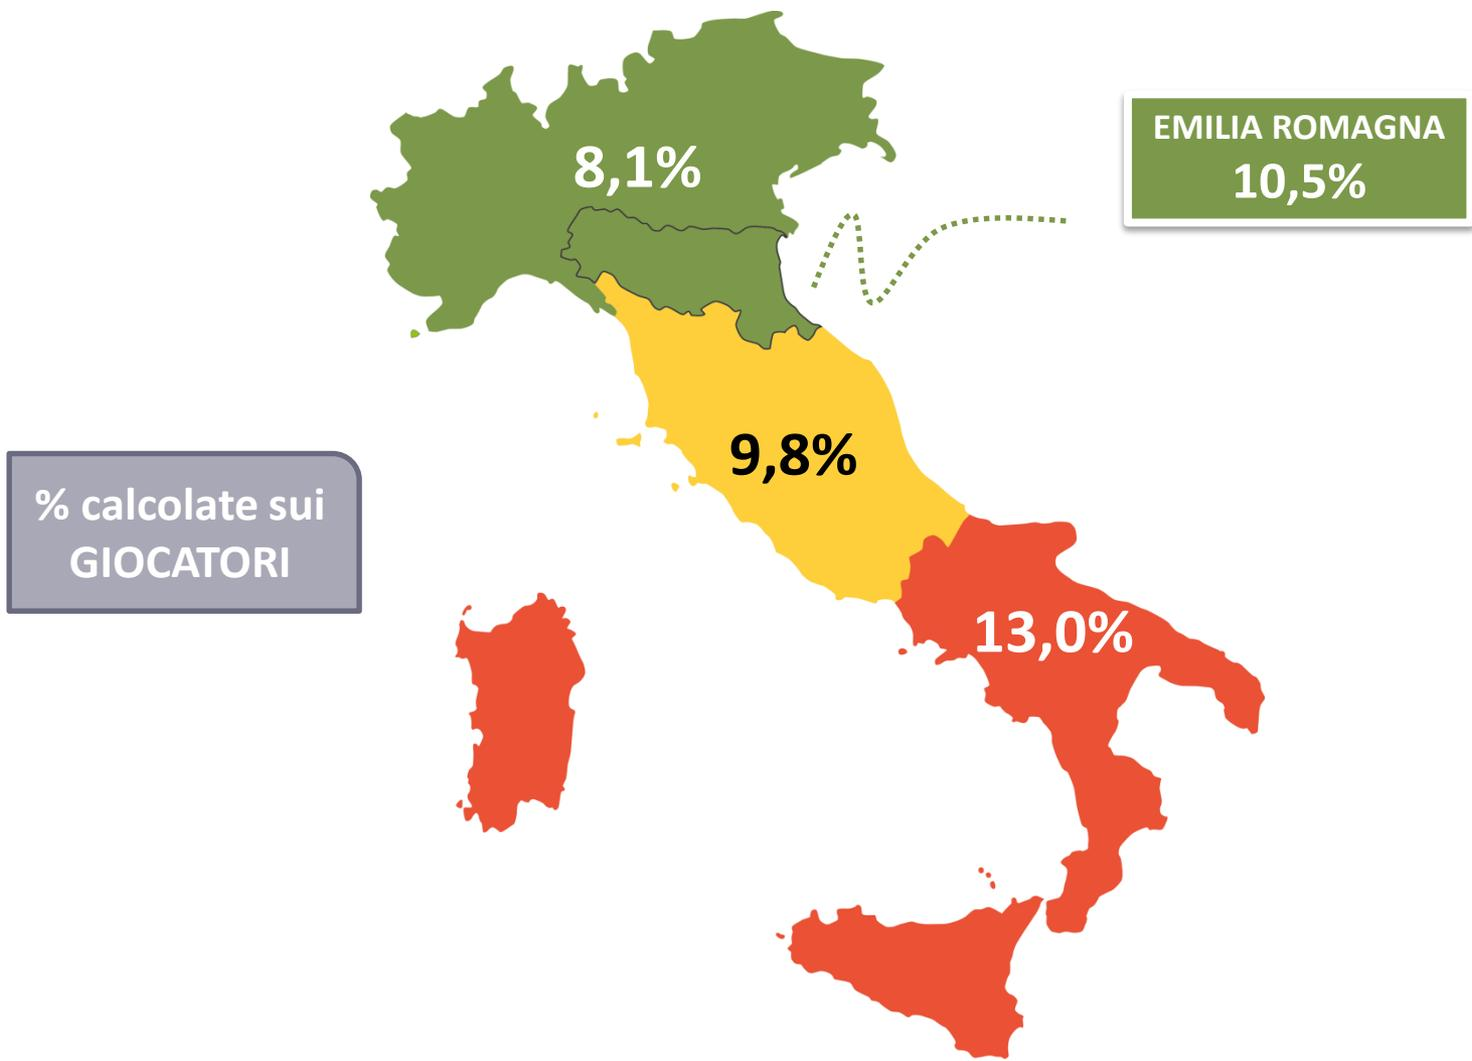 8,1%
EMILIA ROMAGNA
10,5%
9,8%
% calcolate sui
GIOCATORI
13,0%